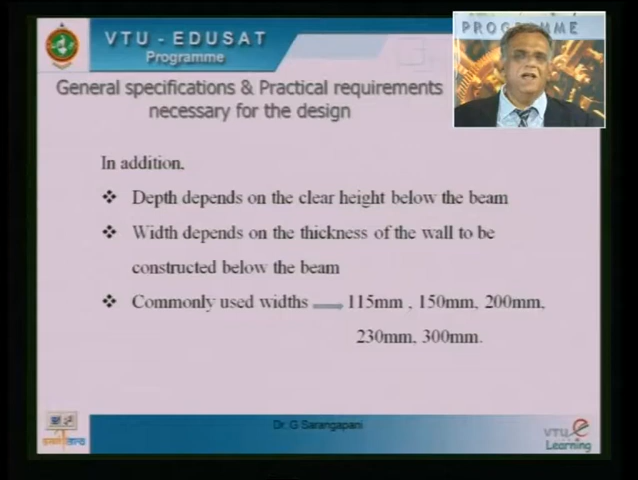 VTU - EDUSAT
Programme
PROGRAMME
General specifications & Practical requirements
necessary for the design
In addition,
❖ Depth depends on the clear height below the beam
❖ Width depends on the thickness of the wall to be
constructed below the beam
❖ Commonly used widths 115mm , 150mm, 200mm,
230mm, 300mm.
Dr. G Sarangapani
VTU e
Learning